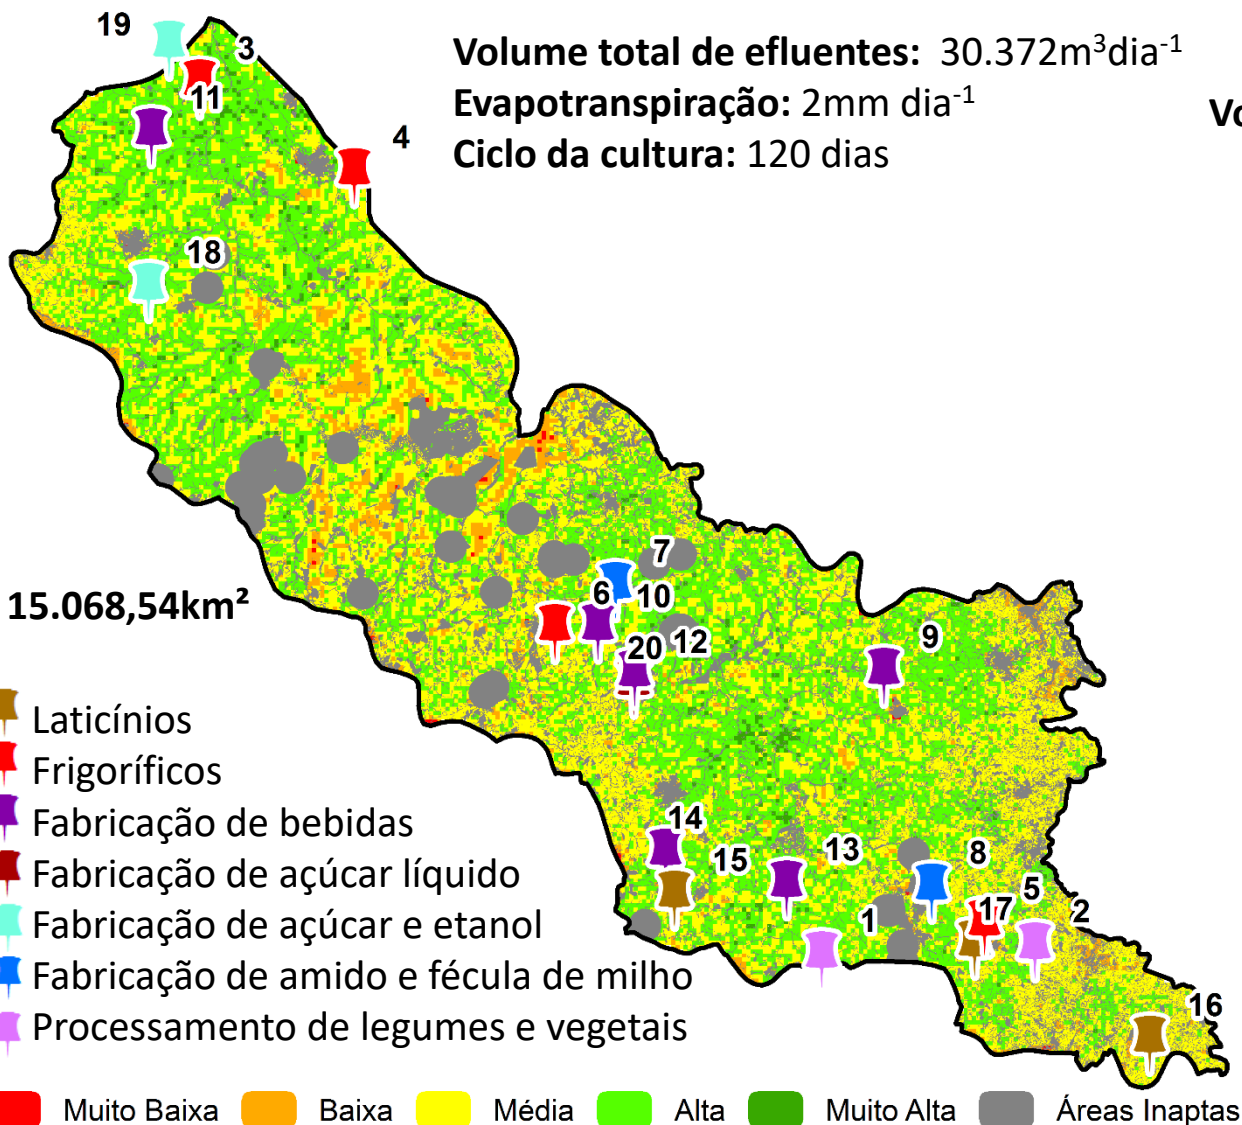 19
3
Volume total de efluentes: 30.372m³dia⁻¹
11
Evapotranspiração: 2mm dia⁻¹
Vo
4
Ciclo da cultura: 120 dias
18
7
6
10
15.068,54km²
20
12
9
Laticínios
Frigoríficos
Fabricação de bebidas
14
13
8
Fabricação de açúcar líquido
15
5
Fabricação de açúcar e etanol
1
17
2
Fabricação de amido e fécula de milho
Processamento de legumes e vegetais
16
Muito Baixa Baixa Média Alta Muito Alta Áreas Inaptas